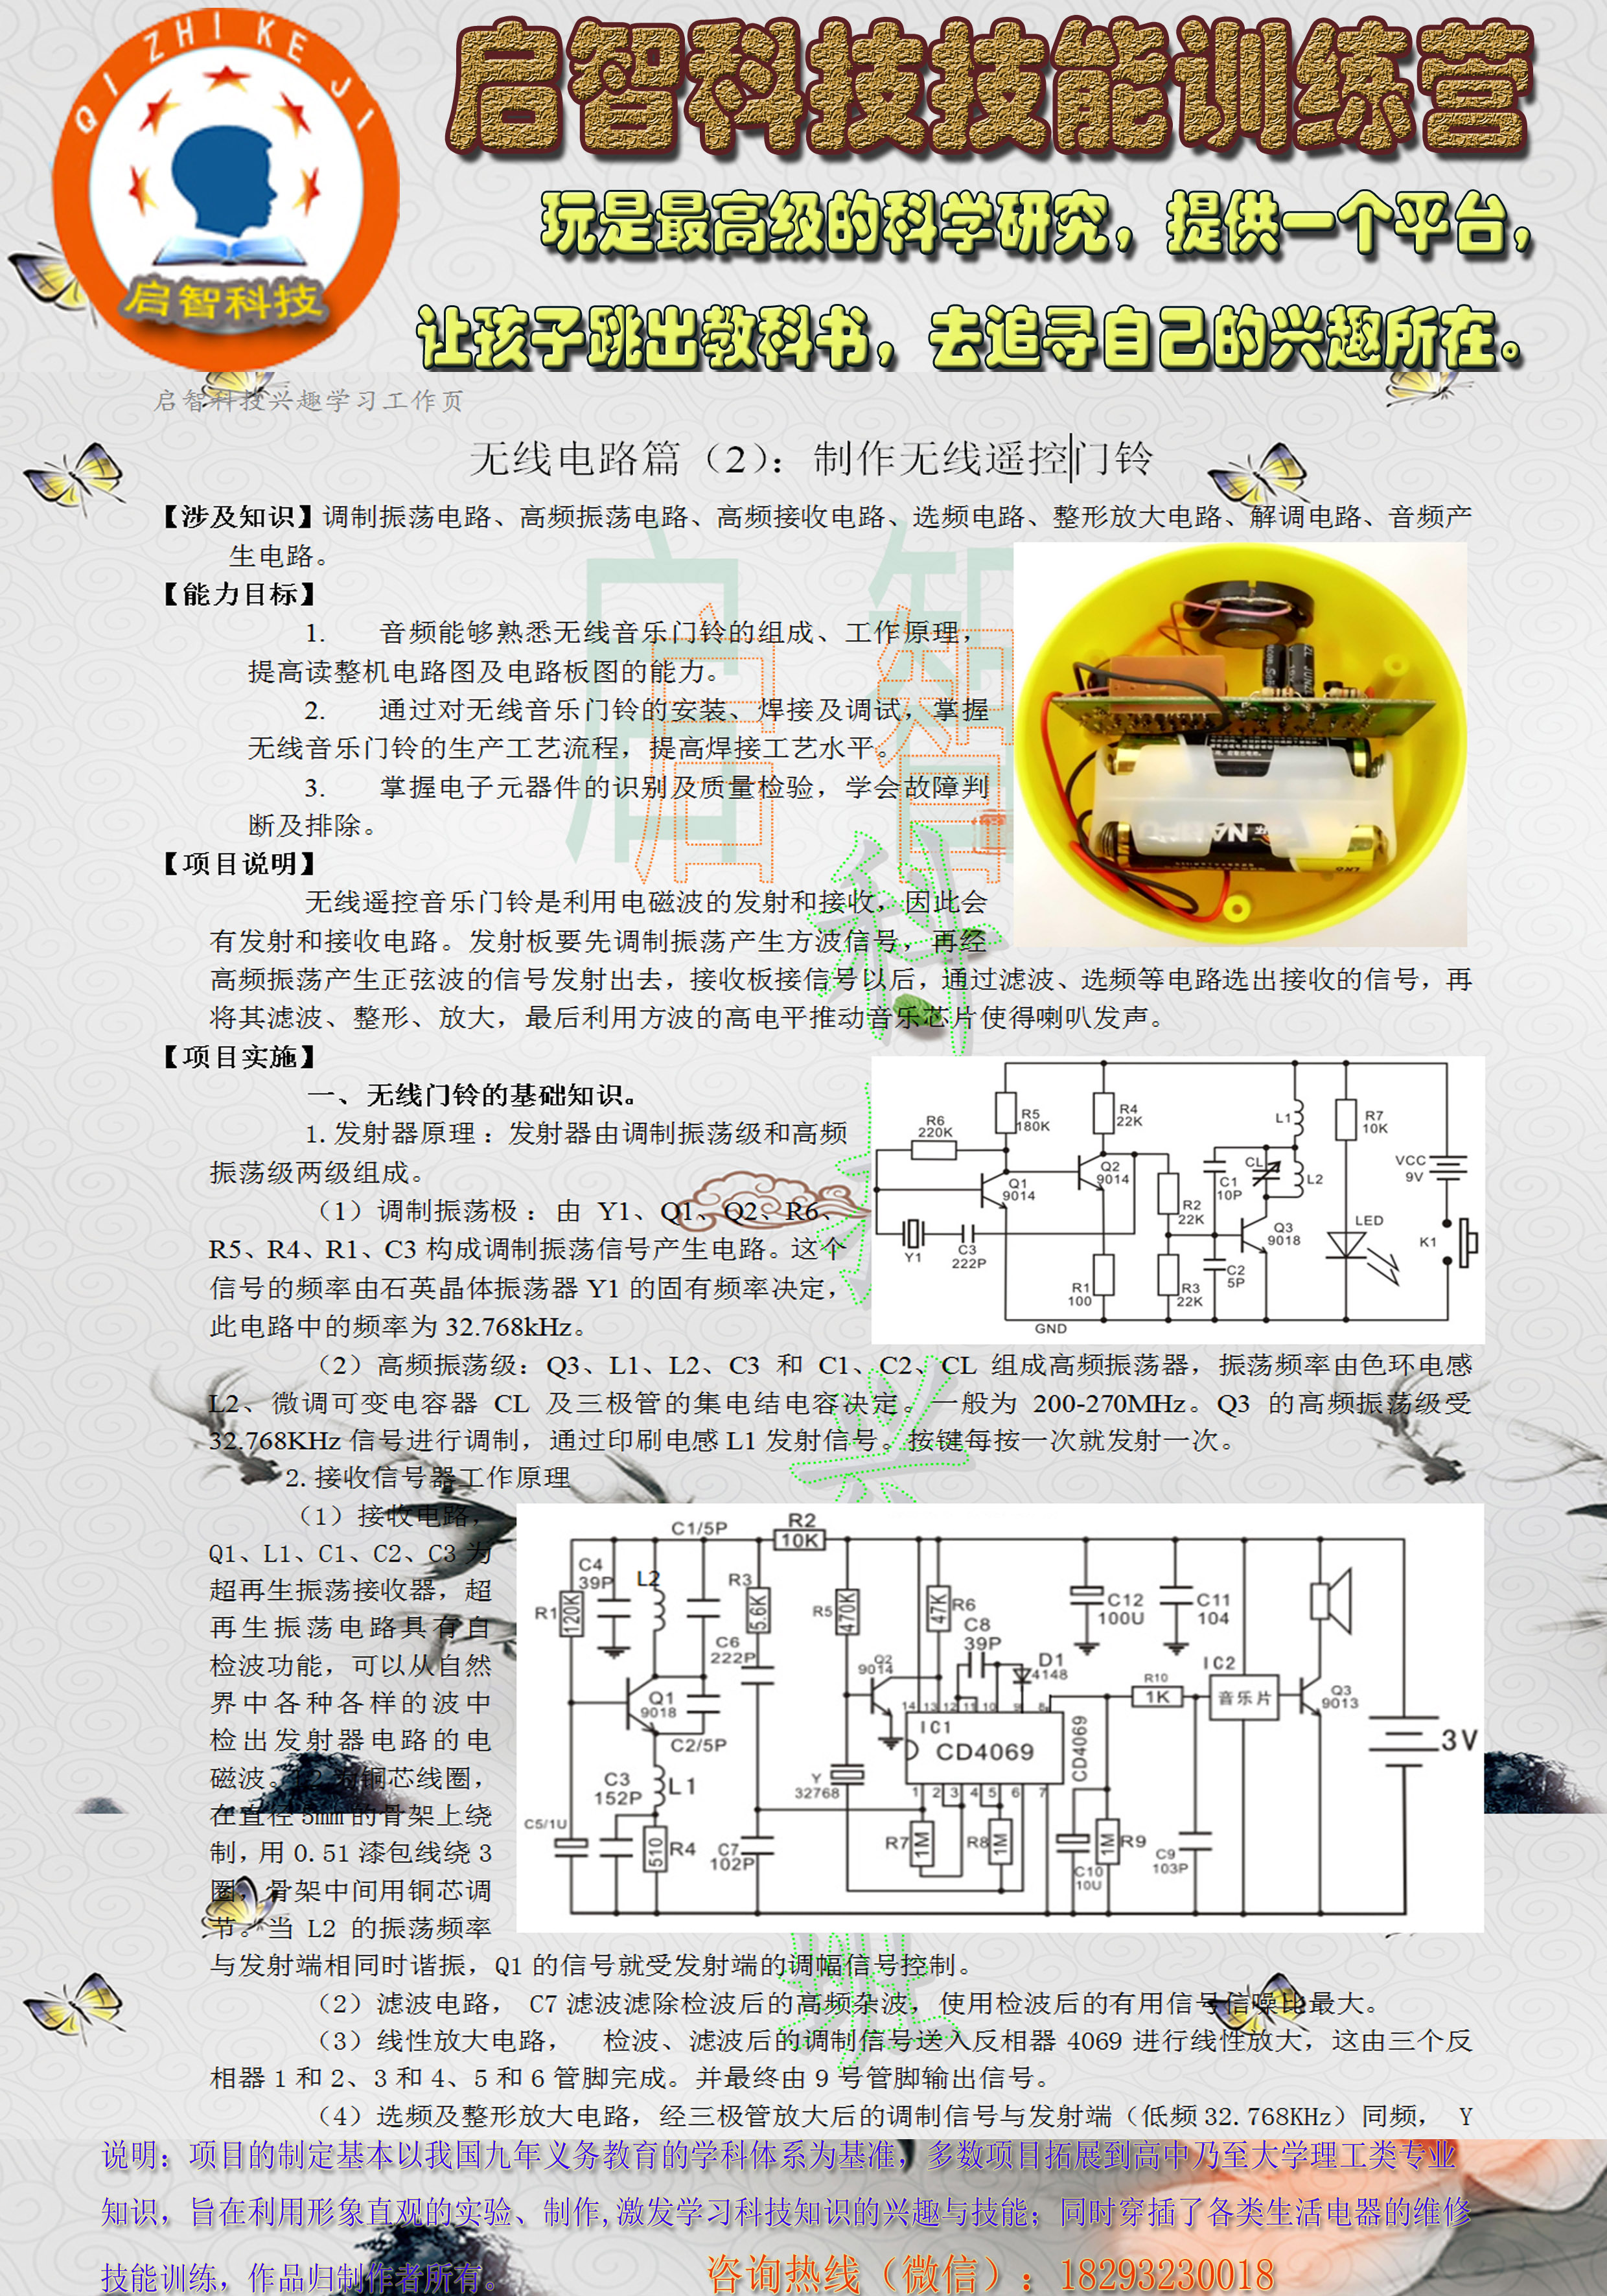 QI ZHI KE JI
启智科技
启智科技技能训练营
玩是最高级的科学研究，提供一个平台，
让孩子跳出教科书，去追寻自己的兴趣所在。
启智科技兴趣学习工作页
无线电路篇（2）：制作无线遥控门铃
【涉及知识】调制振荡电路、高频振荡电路、高频接收电路、选频电路、整形放大电路、解调电路、音频产
生电路。
【能力目标】
1. 音频能够熟悉无线音乐门铃的组成、工作原理，
提高读整机电路图及电路板图的能力。
2. 通过对无线音乐门铃的安装、焊接及调试，掌握
无线音乐门铃的生产工艺流程，提高焊接工艺水平。
3. 掌握电子元器件的识别及质量检验，学会故障判
断及排除。
【项目说明】
无线遥控音乐门铃是利用电磁波的发射和接收，因此会
有发射和接收电路。发射板要先调制振荡产生方波信号，再经
高频振荡产生正弦波的信号发射出去，接收板接信号以后，通过滤波、选频等电路选出接收的信号，再
将其滤波、整形、放大，最后利用方波的高电平推动音乐芯片使得喇叭发声。
【项目实施】
一、无线门铃的基础知识。
1.发射器原理：发射器由调制振荡级和高频
振荡级两级组成。
（1）调制振荡极：由 Y1、Q1、Q2、R6、
R5、R4、R1、C3 构成调制振荡信号产生电路。这个
信号的频率由石英晶体振荡器 Y1 的固有频率决定，
此电路中的频率为 32.768kHz。
R6
220K
R5
180K
R4
22K
Q1
9014
Q2
9014
Y1
C3
222P
R1
100
GND
R2
22K
R3
22K
C1
10P
CL
L1
L2
Q3
9018
C2
5P
R7
10K
LED
VCC
9V
K1
（2）高频振荡级：Q3、L1、L2、C3 和 C1、C2、CL 组成高频振荡器，振荡频率由色环电感
L2、微调可变电容器 CL 及三极管的集电结电容决定。一般为 200-270MHz。Q3 的高频振荡级受
32.768KHz 信号进行调制，通过印刷电感 L1 发射信号。按键每按一次就发射一次。
2.接收信号器工作原理
（1）接收电路，
Q1、L1、C1、C2、C3 为
超再生振荡接收器，超
再生振荡电路具有自
检波功能，可以从自然
界中各种各样的波中
检出发射器电路的电
磁波。L2 为铜芯线圈，
在直径 5mm 的骨架上绕
制，用 0.51 漆包线绕 3
圈，骨架中间用铜芯调
节。当 L2 的振荡频率
与发射端相同时谐振，Q1 的信号就受发射端的调幅信号控制。
C1/5P
R2
10K
C4
39P
L2
R1
120K
R3
5.6K
C6
222P
Q1
9018
C2/5P
C3
152P
L1
C5/1U
510
R4
C7
102P
R5
470K
Q2
9014
47K
R6
C8
39P
D1
4148
14 13 12 11 10 9 8
IC1
CD4069
1 2 3 4 5 6 7
Y
32768
R7
1M
R8
1M
CD4069
C12
100U
C11
104
R10
1K
IC2
音乐片
Q3
9013
3V
C10
10U
1M
R9
C9
103P
（2）滤波电路， C7 滤波滤除检波后的高频杂波，使用检波后的有用信号信噪比最大。
（3）线性放大电路， 检波、滤波后的调制信号送入反相器 4069 进行线性放大，这由三个反
相器 1 和 2、3 和 4、5 和 6 管脚完成。并最终由 9 号管脚输出信号。
（4）选频及整形放大电路，经三极管放大后的调制信号与发射端（低频 32.768KHz）同频， Y
说明：项目的制定基本以我国九年义务教育的学科体系为基准，多数项目拓展到高中乃至大学理工类专业
知识，旨在利用形象直观的实验、制作,激发学习科技知识的兴趣与技能；同时穿插了各类生活电器的维修
技能训练，作品归制作者所有。
咨询热线（微信）：18293230018